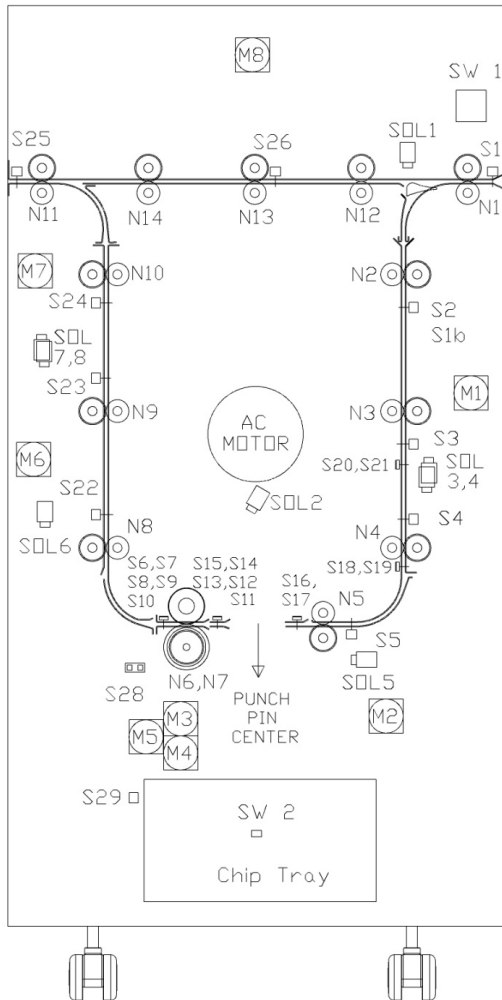 M8
SW 1
SOL1
S25
S26
S1
N11
N14
N13
N12
N1
M7
N10
N2
S24
S2
S1b
SOL
7,8
S23
M1
N9
N3
AC
MOTOR
S3
S20,S21
SOL
3,4
M6
S22
SOL2
S4
SOL6
N8
N4
S6,S7
S8,S9
S10
S15,S14
S13,S12
S11
S16,
S17
S18,S19
N5
S5
SOL5
S28
N6,N7
PUNCH
PIN
CENTER
M3
M5
M4
M2
S29
SW 2
Chip Tray